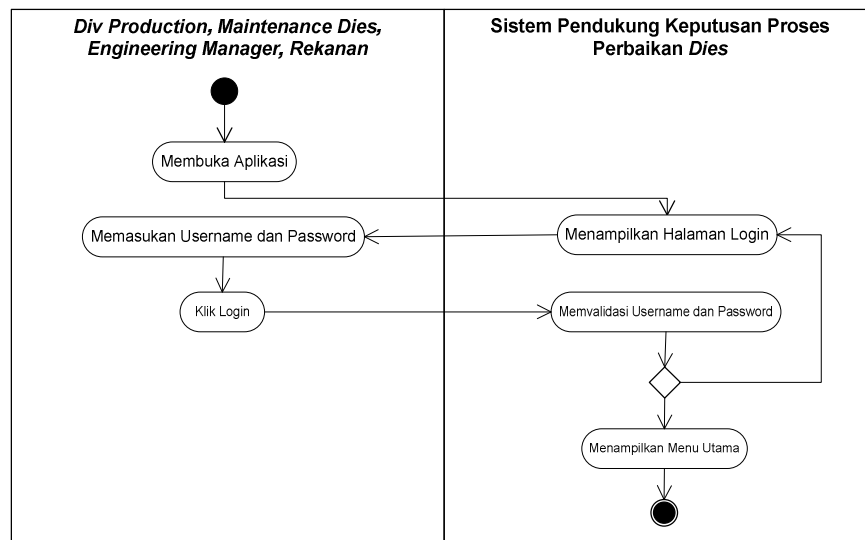 Div Production, Maintenance Dies,
Engineering Manager, Rekanan
Sistem Pendukung Keputusan Proses
Perbaikan Dies
Membuka Aplikasi
Memasukan Username dan Password
Menampilkan Halaman Login
Klik Login
Memvalidasi Username dan Password
Menampilkan Menu Utama